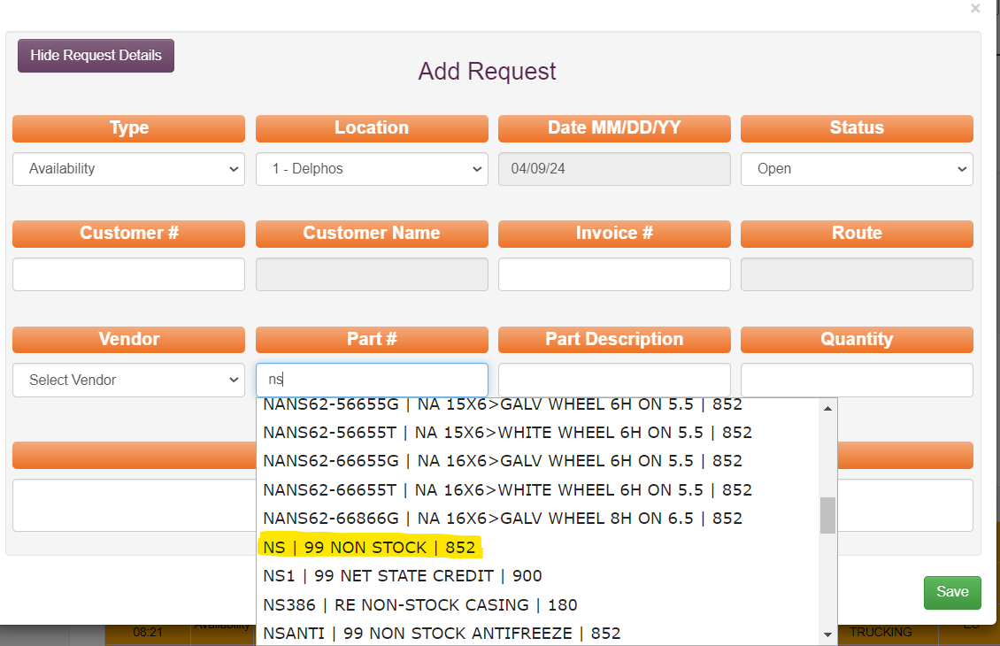 ×
Hide Request Details
Add Request
Type Location Date MM/DD/YY Status
Availability 1 - Delphos 04/09/24 Open
Customer # Customer Name Invoice # Route
Vendor Part # Part Description Quantity
Select Vendor ns
NANS62-56655G | NA 15X6>GALV WHEEL 6H ON 5.5 | 852
NANS62-56655T | NA 15X6>WHITE WHEEL 6H ON 5.5 | 852
NANS62-66655G | NA 16X6>GALV WHEEL 6H ON 5.5 | 852
NANS62-66655T | NA 16X6>WHITE WHEEL 6H ON 5.5 | 852
NANS62-66866G | NA 16X6>GALV WHEEL 8H ON 6.5 | 852
NS | 99 NON STOCK | 852
NS1 | 99 NET STATE CREDIT | 900
NS386 | RE NON-STOCK CASING | 180
Save
NSANTI | 99 NON STOCK ANTIFREEZE | 852
08:21 Availability TRUCKING